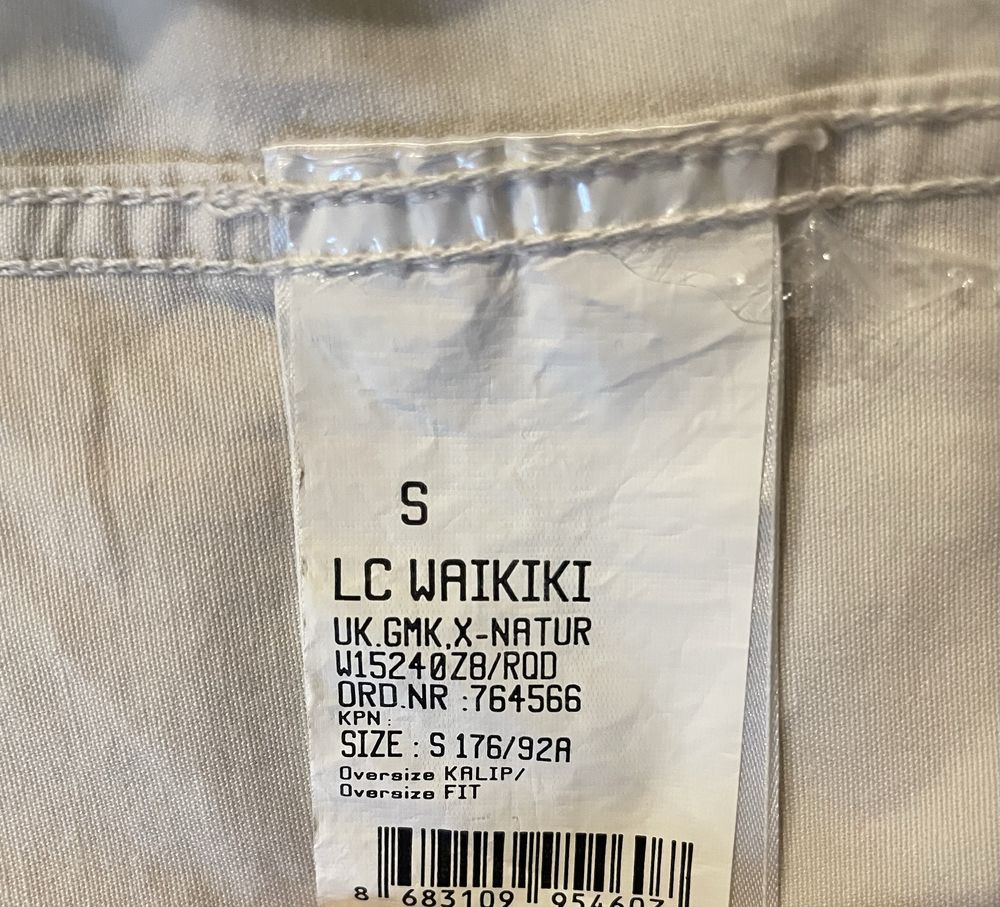 S
LC WAIKIKI
UK.GMK,X-NATUR
W15240Z8/RQD
ORD.NR :764566
KPN :
SIZE : S 176/92A
Oversize KALIP/
Oversize FIT
8 683109 954607